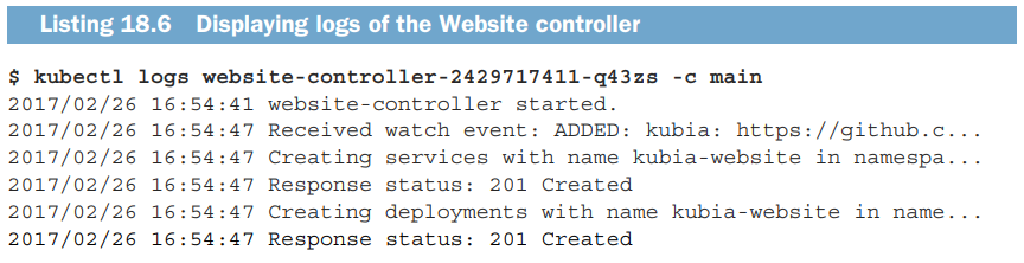 Listing 18.6 Displaying logs of the Website controller
$ kubectl logs website-controller-2429717411-q43zs -c main
2017/02/26 16:54:41 website-controller started.
2017/02/26 16:54:47 Received watch event: ADDED: kubia: https://github.c...
2017/02/26 16:54:47 Creating services with name kubia-website in namespa...
2017/02/26 16:54:47 Response status: 201 Created
2017/02/26 16:54:47 Creating deployments with name kubia-website in name...
2017/02/26 16:54:47 Response status: 201 Created